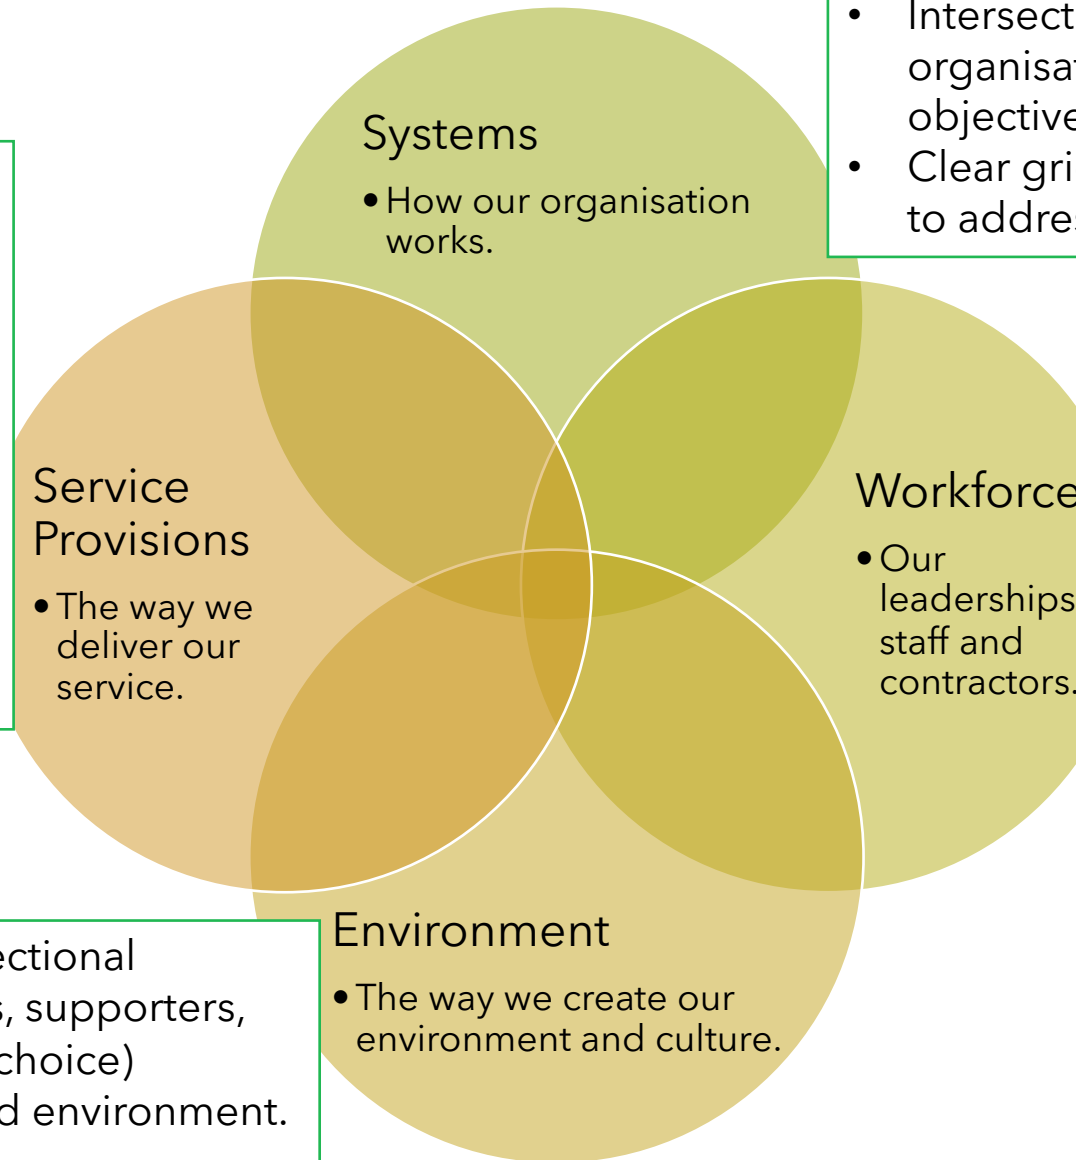 • Intersect
organisat
objective
• Clear gri
to addres
Systems
• How our organisation
works.
Service
Provisions
• The way we
deliver our
service.
Workforce
• Our
leaderships
staff and
contractors.
ectional
s, supporters,
choice)
d environment.
Environment
• The way we create our
environment and culture.